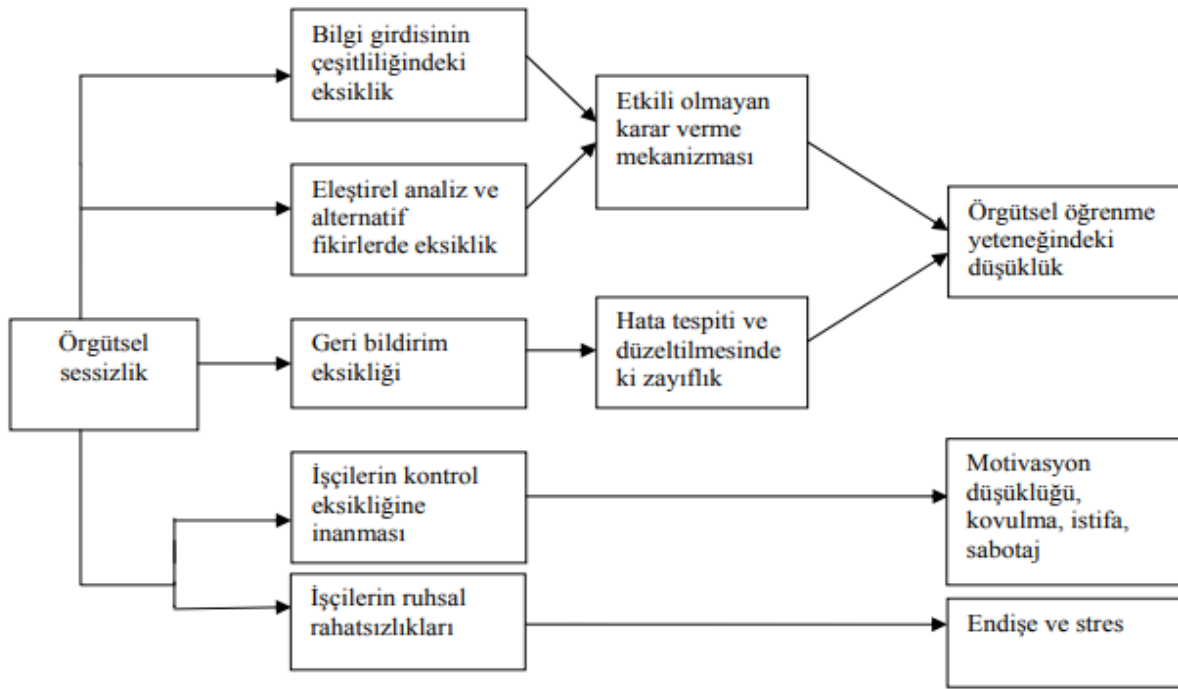 Bilgi girdisinin
çeşitliliğindeki
eksiklik
Etkili olmayan
karar verme
mekanizması
Eleştirel analiz ve
alternatif
fikirlerde eksiklik
Örgütsel öğrenme
yeteneğindeki
düşüklük
Örgütsel
sessizlik
Geri bildirim
eksikliği
Hata tespiti ve
düzeltilmesinde
ki zayıflık
İşçilerin kontrol
eksikliğine
inanması
Motivasyon
düşüklüğü,
kovulma, istifa,
sabotaj
İşçilerin ruhsal
rahatsızlıkları
Endişe ve stres